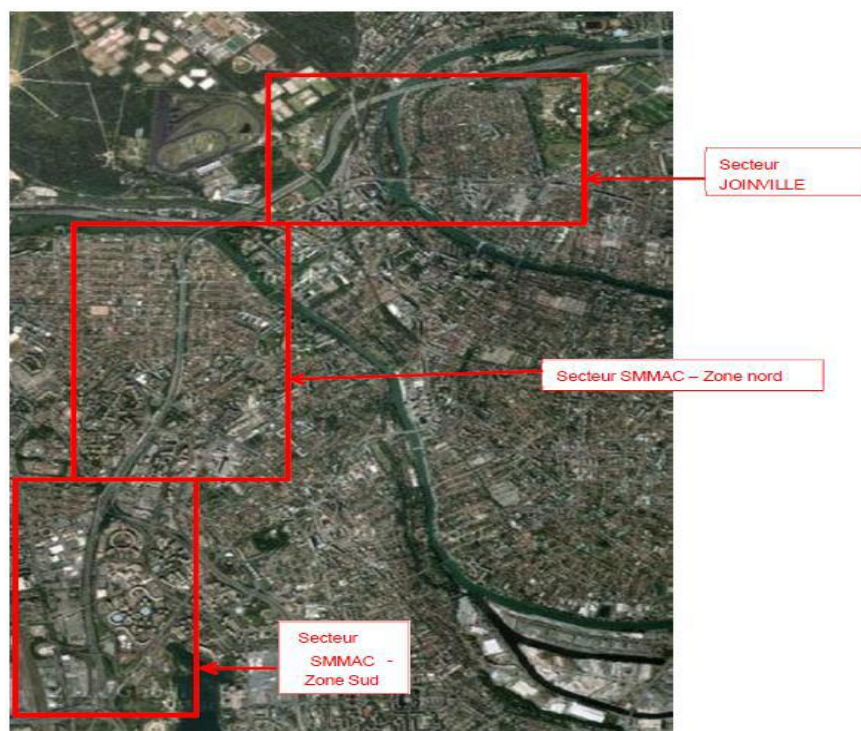 Secteur
JOINVILLE
Secteur SMMAC – Zone nord
Secteur
SMMAC -
Zone Sud